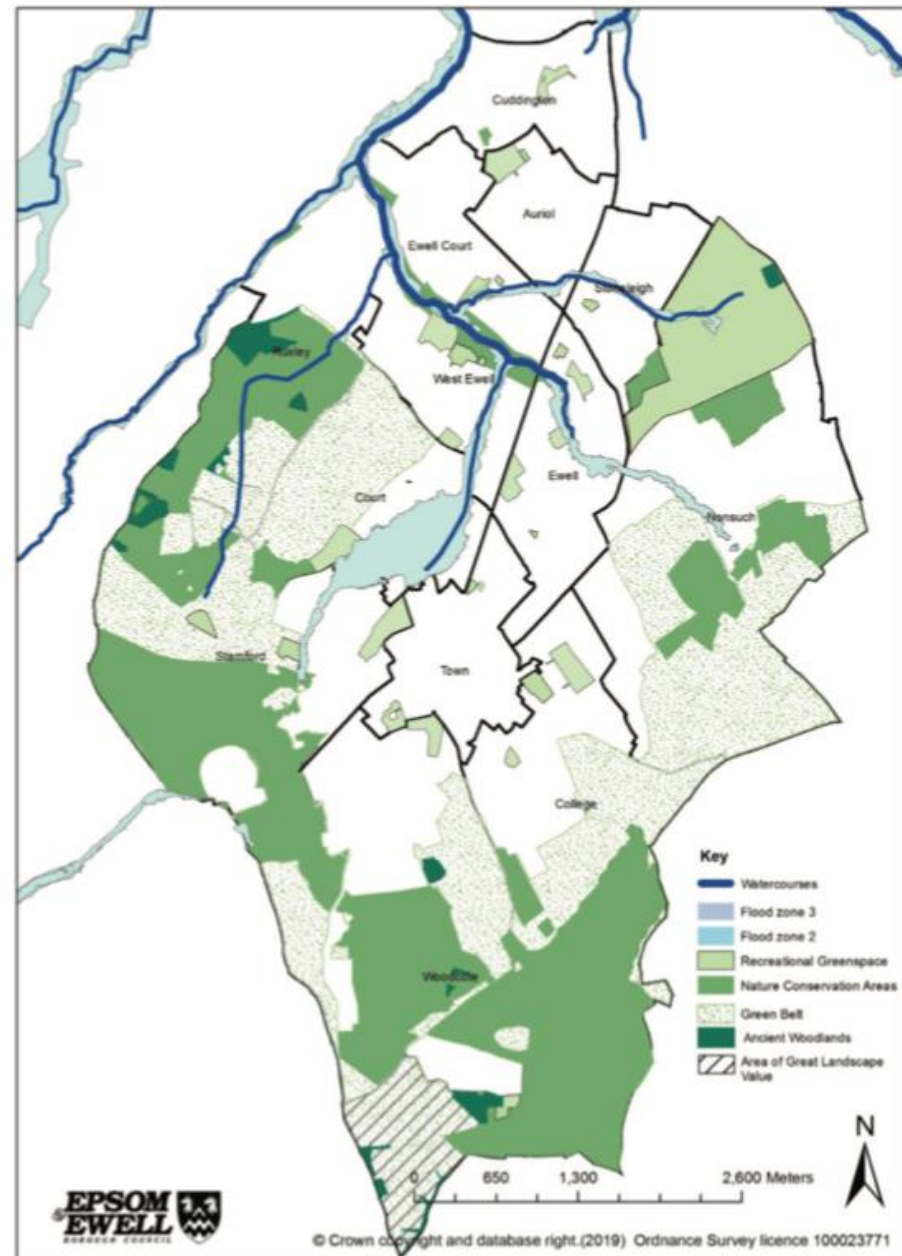 Cuddington
Auriol
Ewell Court
Stoneleigh
Ruxley
West Ewell
Ewell
Court
Nonsuch
Stamford
Town
College
Woodcote
Key
Watercourses
Flood zone 3
Flood zone 2
Recreational Greenspace
Nature Conservation Areas
Green Belt
Ancient Woodlands
Area of Great Landscape
Value
N
0 650 1,300 2,600 Meters
EPSOM
& EWELL
BOROUGH COUNCIL
© Crown copyright and database right.(2019) Ordnance Survey licence 100023771